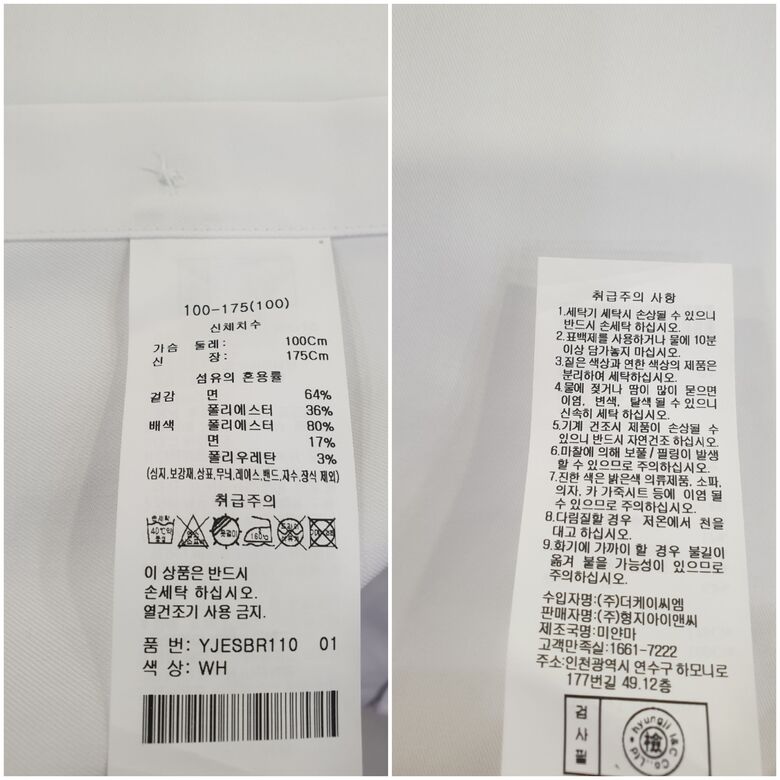 100-175(100)
신체치수
가슴 둘레: 100Cm
신 장: 175Cm
섬유의 혼용률
겉감 면 64%
폴리에스터 36%
배색 폴리에스터 80%
면 17%
폴리우레탄 3%
(심지,보강재,상표,무늬,레이스,밴드,자수,장식 제외)
취급주의
40℃약
160℃
이 상품은 반드시
손세탁 하십시오.
열건조기 사용 금지.
품 번: YJESBR110 01
색 상: WH
취급주의 사항
1.세탁기 세탁시 손상될 수 있으니
반드시 손세탁 하십시오.
2.표백제를 사용하거나 물에 10분
이상 담가놓지 마십시오.
3.짙은 색상과 연한 색상의 제품은
분리하여 세탁하십시오.
4.물에 젖거나 땀이 많이 묻으면
이염, 변색, 탈색 될 수 있으니
신속히 세탁 하십시오.
5.기계 건조시 제품이 손상될 수
있으니 반드시 자연건조 하십시오.
6.마찰에 의해 보풀/필링이 발생
할 수 있으므로 주의하십시오.
7.진한 색은 밝은색 의류제품, 소파,
의자, 카 가죽시트 등에 이염 될
수 있으므로 주의하십시오.
8.다림질할 경우 저온에서 천을
대고 하십시오.
9.화기에 가까이 할 경우 불길이
옮겨 붙을 가능성이 있으므로
주의하십시오.
수입자명:(주)더케이씨엠
판매자명:(주)형지아이앤씨
제조국명:미얀마
고객만족실:1661-7222
주소:인천광역시 연수구 하모니로
177번길 49.12층
검사필
hyungji I&C Co.,Ltd
檢